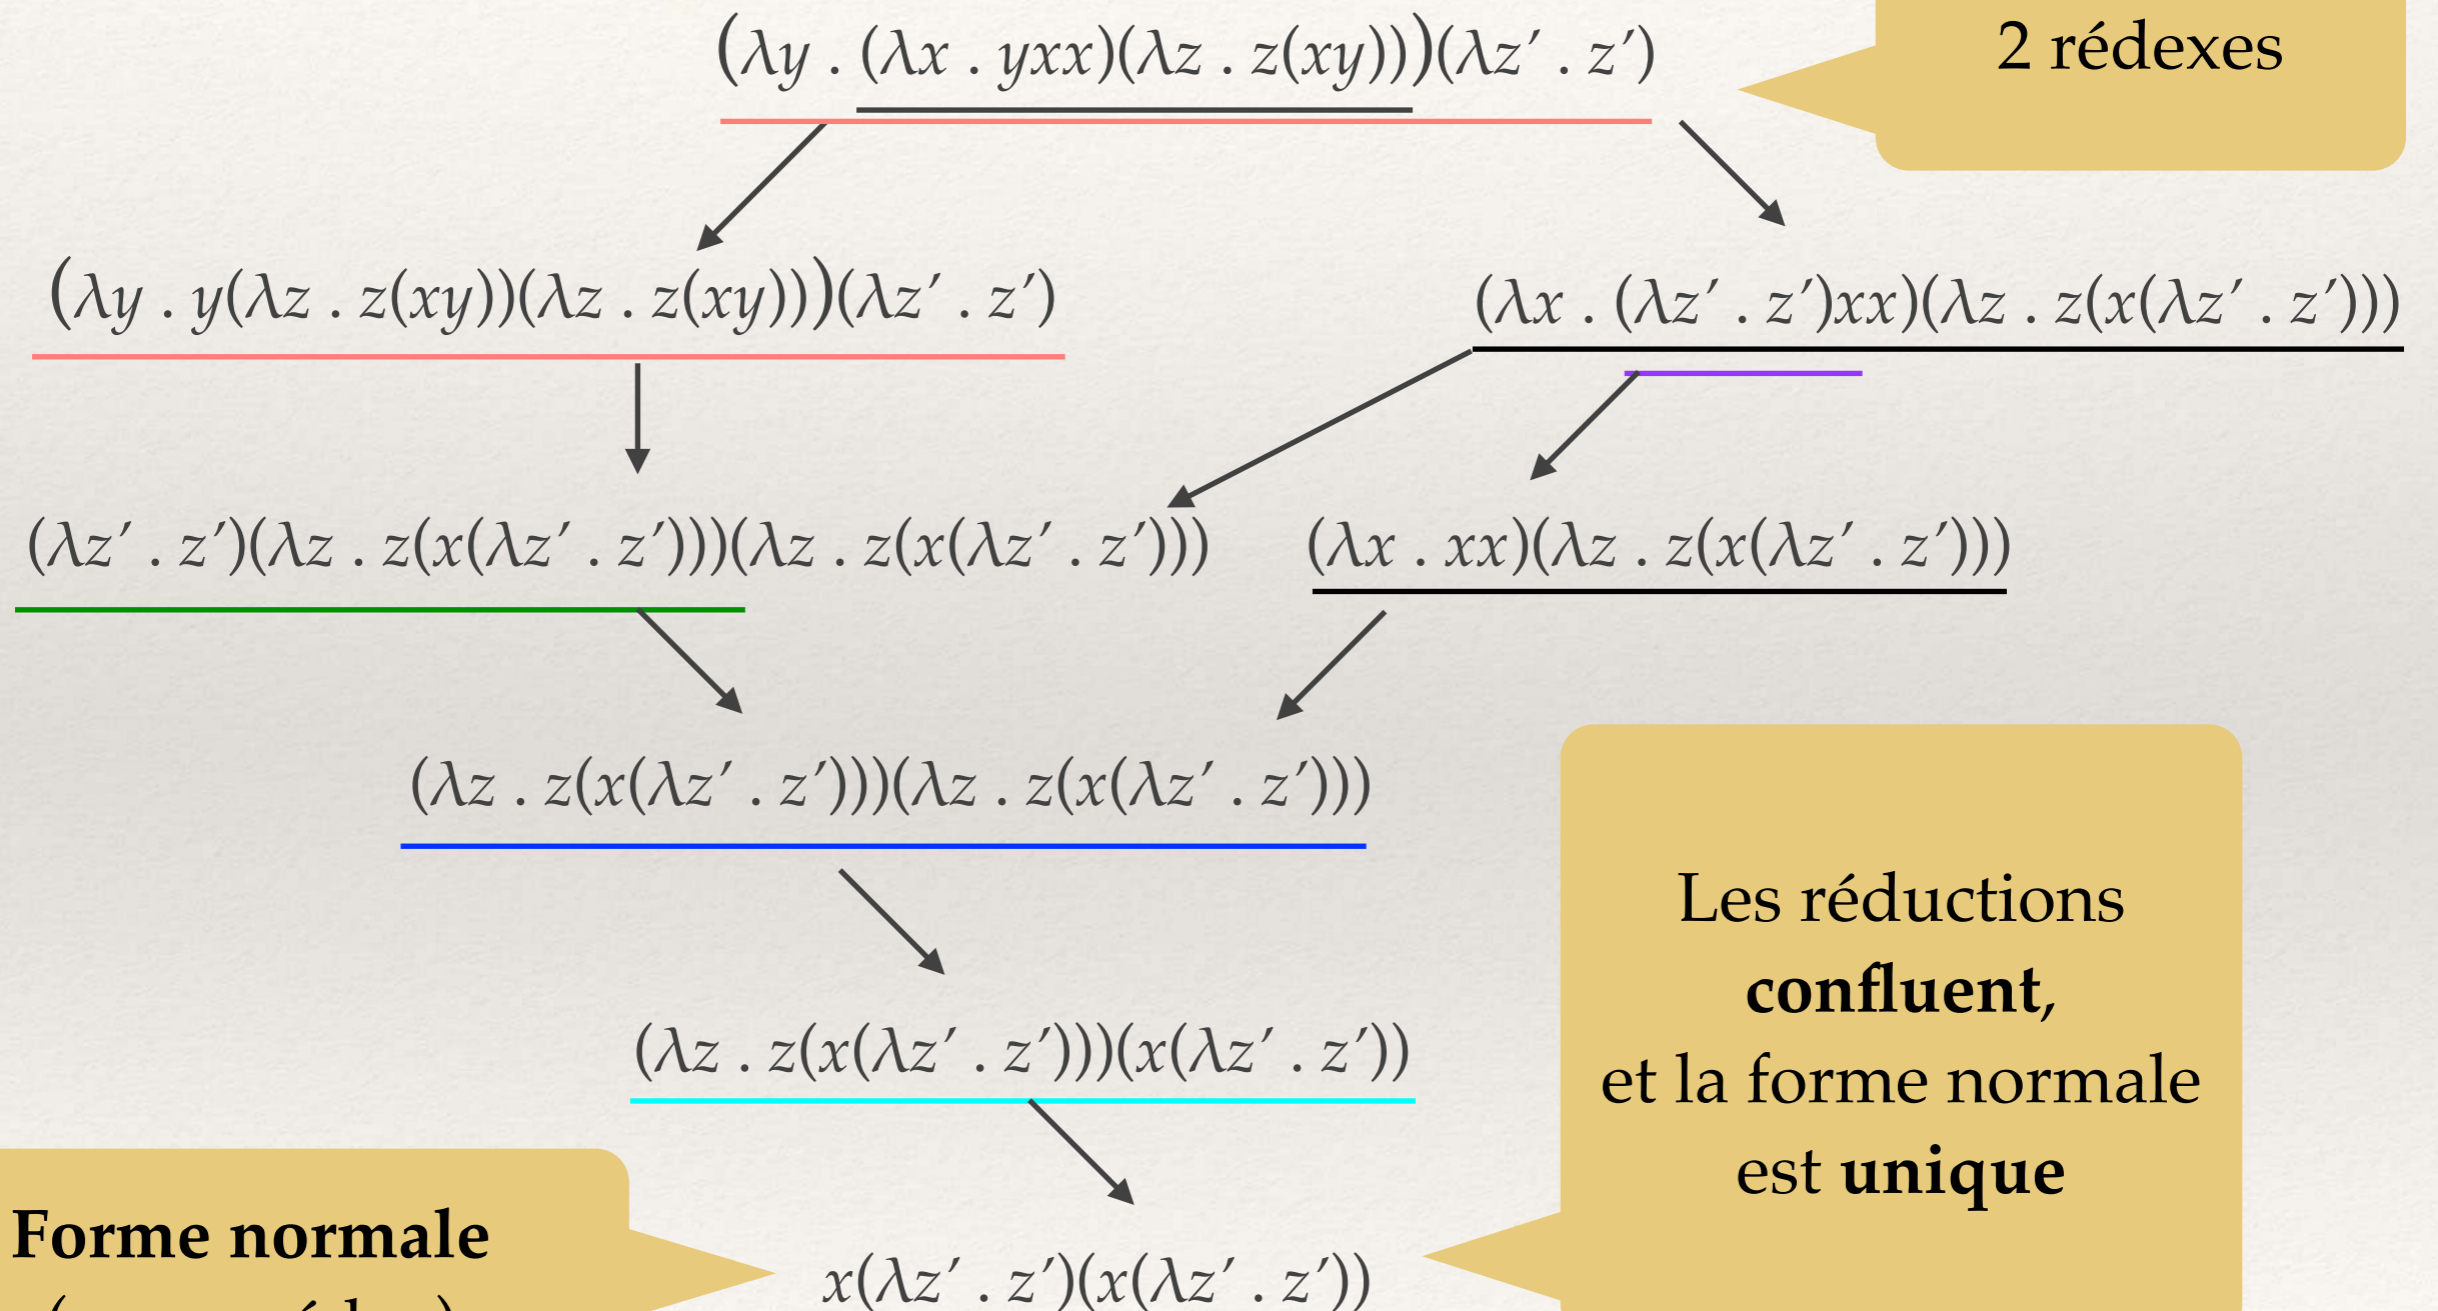 2 rédexes
(λy . (λx . yxx)(λz . z(xy)))(λz′ . z′)
(λy . y(λz . z(xy))(λz . z(xy)))(λz′ . z′)
(λx . (λz′ . z′)xx)(λz . z(x(λz′ . z′)))
(λz′ . z′)(λz . z(x(λz′ . z′)))(λz . z(x(λz′ . z′)))
(λx . xx)(λz . z(x(λz′ . z′)))
(λz . z(x(λz′ . z′)))(λz . z(x(λz′ . z′)))
(λz . z(x(λz′ . z′)))(x(λz′ . z′))
x(λz′ . z′)(x(λz′ . z′))
Les réductions
confluent,
et la forme normale
est unique
Forme normale